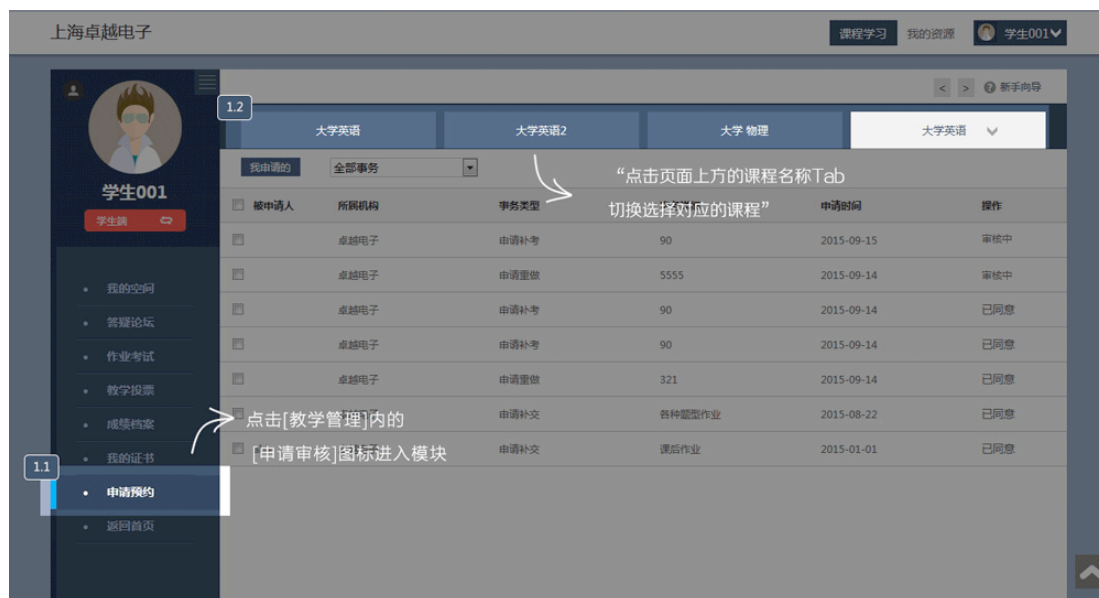 上海卓越电子
课程学习 我的资源 学生001
< > 新手向导
1.2
大学英语 大学英语2 大学 物理 大学英语
我申请的 全部事务
“点击页面上方的课程名称Tab
切换选择对应的课程”
被申请人 所属机构 事务类型 申请时间 操作
卓越电子 申请补考 90 2015-09-15 审核中
卓越电子 申请重做 5555 2015-09-14 审核中
卓越电子 申请补考 90 2015-09-14 已同意
卓越电子 申请补考 90 2015-09-14 已同意
卓越电子 申请重做 321 2015-09-14 已同意
申请补交 各种题型作业 2015-08-22 已同意
申请补交 课后作业 2015-01-01 已同意
点击[教学管理]内的
[申请审核]图标进入模块
学生001
学生端
我的空间
答疑论坛
作业考试
教学投票
成绩档案
我的证书
1.1
申请预约
返回首页